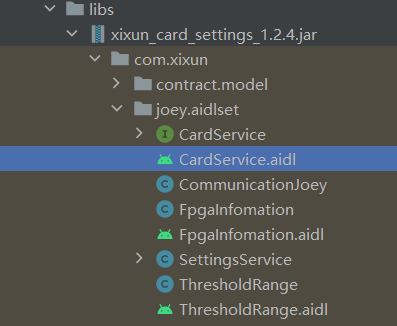 libs
xixun_card_settings_1.2.4.jar
com.xixun
contract.model
joey.aidlset
CardService
CardService.aidl
CommunicationJoey
FpgaInfomation
FpgaInfomation.aidl
SettingsService
ThresholdRange
ThresholdRange.aidl